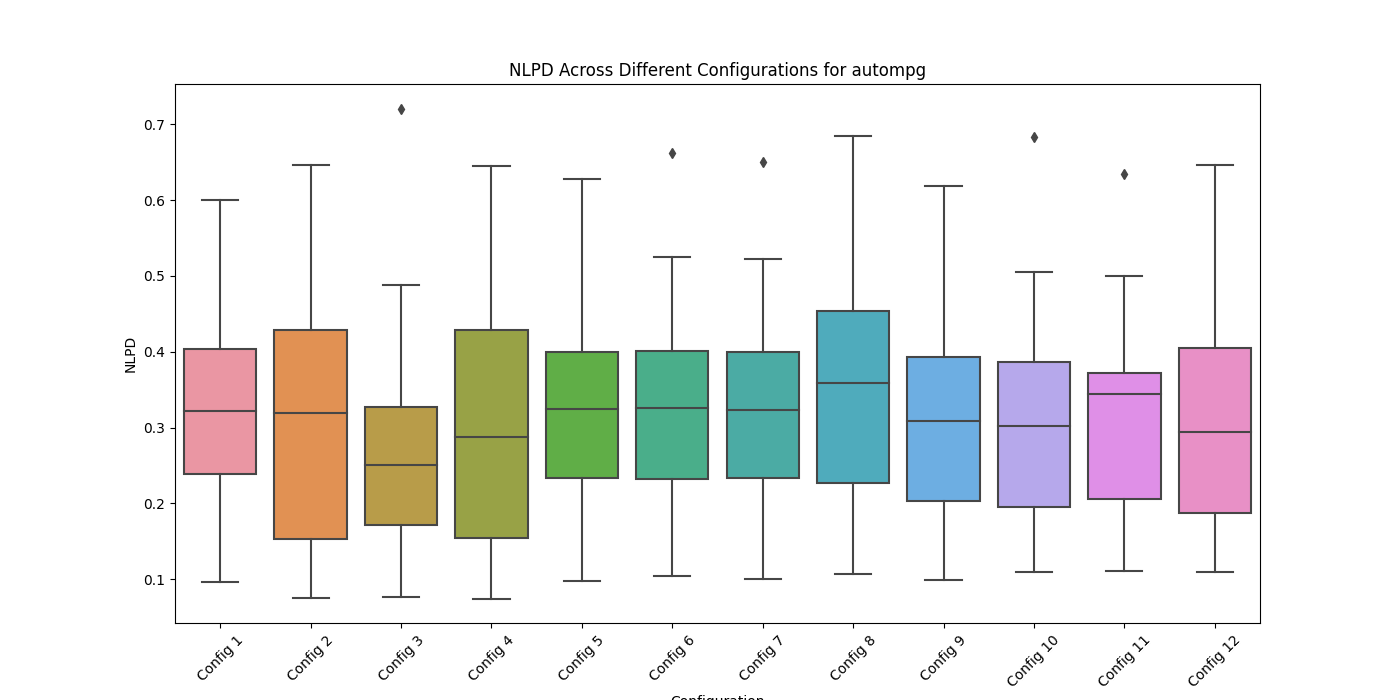 NLPD Across Different Configurations for autompg
NLPD
0.7
0.6
0.5
0.4
0.3
0.2
0.1
Config 1
Config 2
Config 3
Config 4
Config 5
Config 6
Config 7
Config 8
Config 9
Config 10
Config 11
Config 12
Configuration